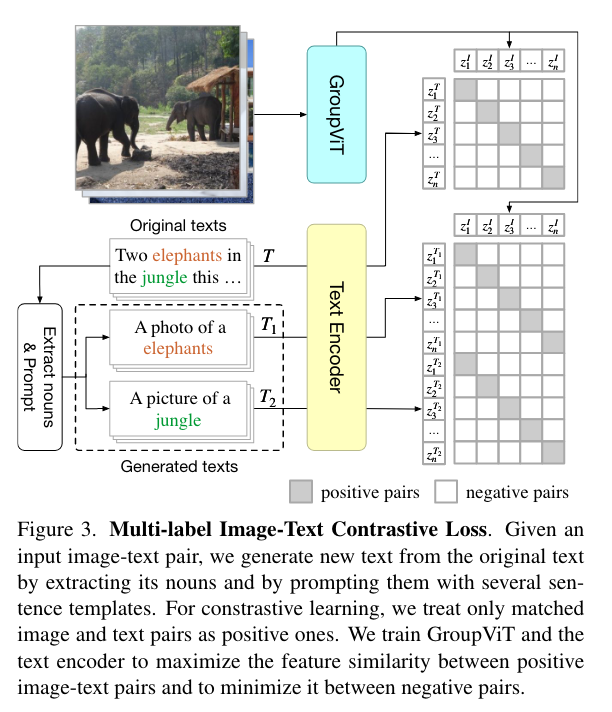 GroupViT
z_1^I z_2^I z_3^I ... z_n^I
z_1^T
z_2^T
z_3^T
...
z_n^T
Original texts
Two elephants in
the jungle this …
T
Text Encoder
z_1^I z_2^I z_3^I ... z_n^I
z_1^{T_1}
z_2^{T_1}
z_3^{T_1}
...
z_n^{T_1}
z_1^{T_2}
z_2^{T_2}
z_3^{T_2}
...
z_n^{T_2}
Extract nouns
& Prompt
A photo of a
elephants
T_1
A picture of a
jungle
T_2
Generated texts
positive pairs negative pairs
Figure 3. Multi-label Image-Text Contrastive Loss. Given an
input image-text pair, we generate new text from the original text
by extracting its nouns and by prompting them with several sen-
tence templates. For constrastive learning, we treat only matched
image and text pairs as positive ones. We train GroupViT and the
text encoder to maximize the feature similarity between positive
image-text pairs and to minimize it between negative pairs.